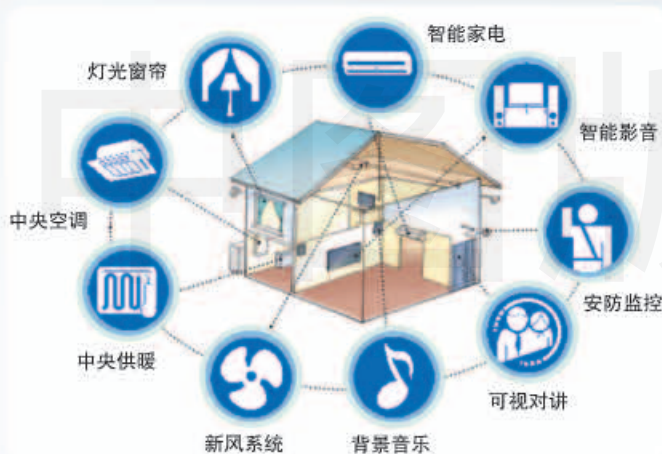 智能家电
灯光窗帘
智能影音
中央空调
安防监控
中央供暖
可视对讲
新风系统
背景音乐